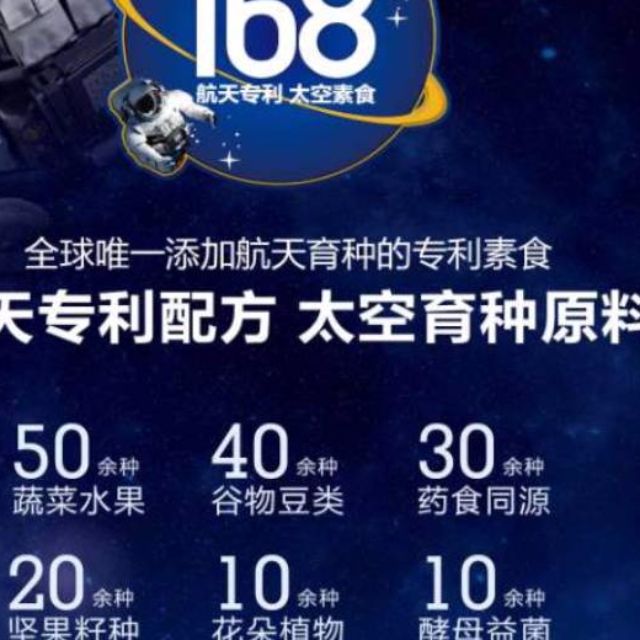 168
航天专利 太空素食
全球唯一添加航天育种的专利素食
天专利配方 太空育种原料
50余种 40余种 30余种
蔬菜水果 谷物豆类 药食同源
20余种 10余种 10余种
坚果籽种 花朵植物 酵母益菌